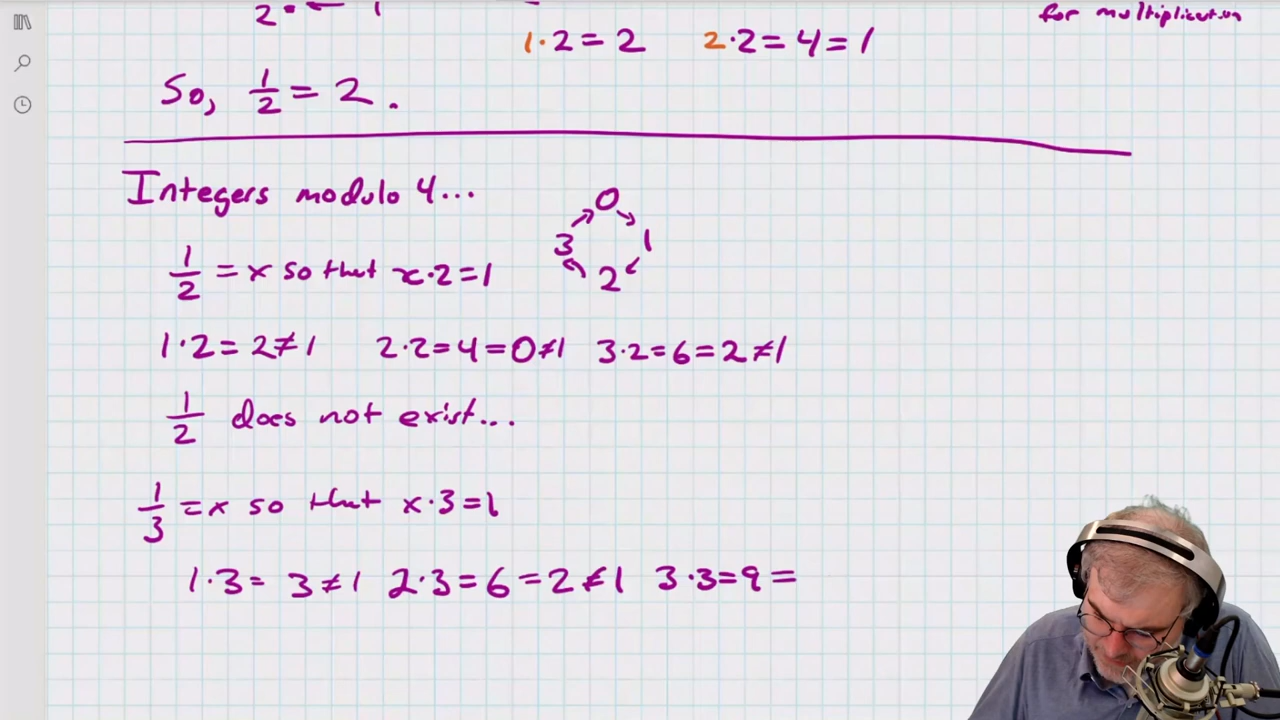 for multiplication
1·2=2 2·2=4=1
So, 1/2 = 2.
Integers modulo 4...
0
3 1
2
1/2 = x so that x·2=1
1·2=2≠1 2·2=4=0≠1 3·2=6=2≠1
1/2 does not exist...
1/3 = x so that x·3=1
1·3= 3≠1 2·3=6=2≠1 3·3=9=